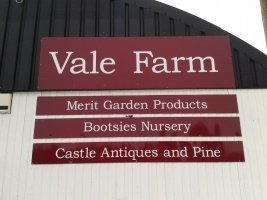 Vale Farm
Merit Garden Products
Bootsies Nursery
Castle Antiques and Pine